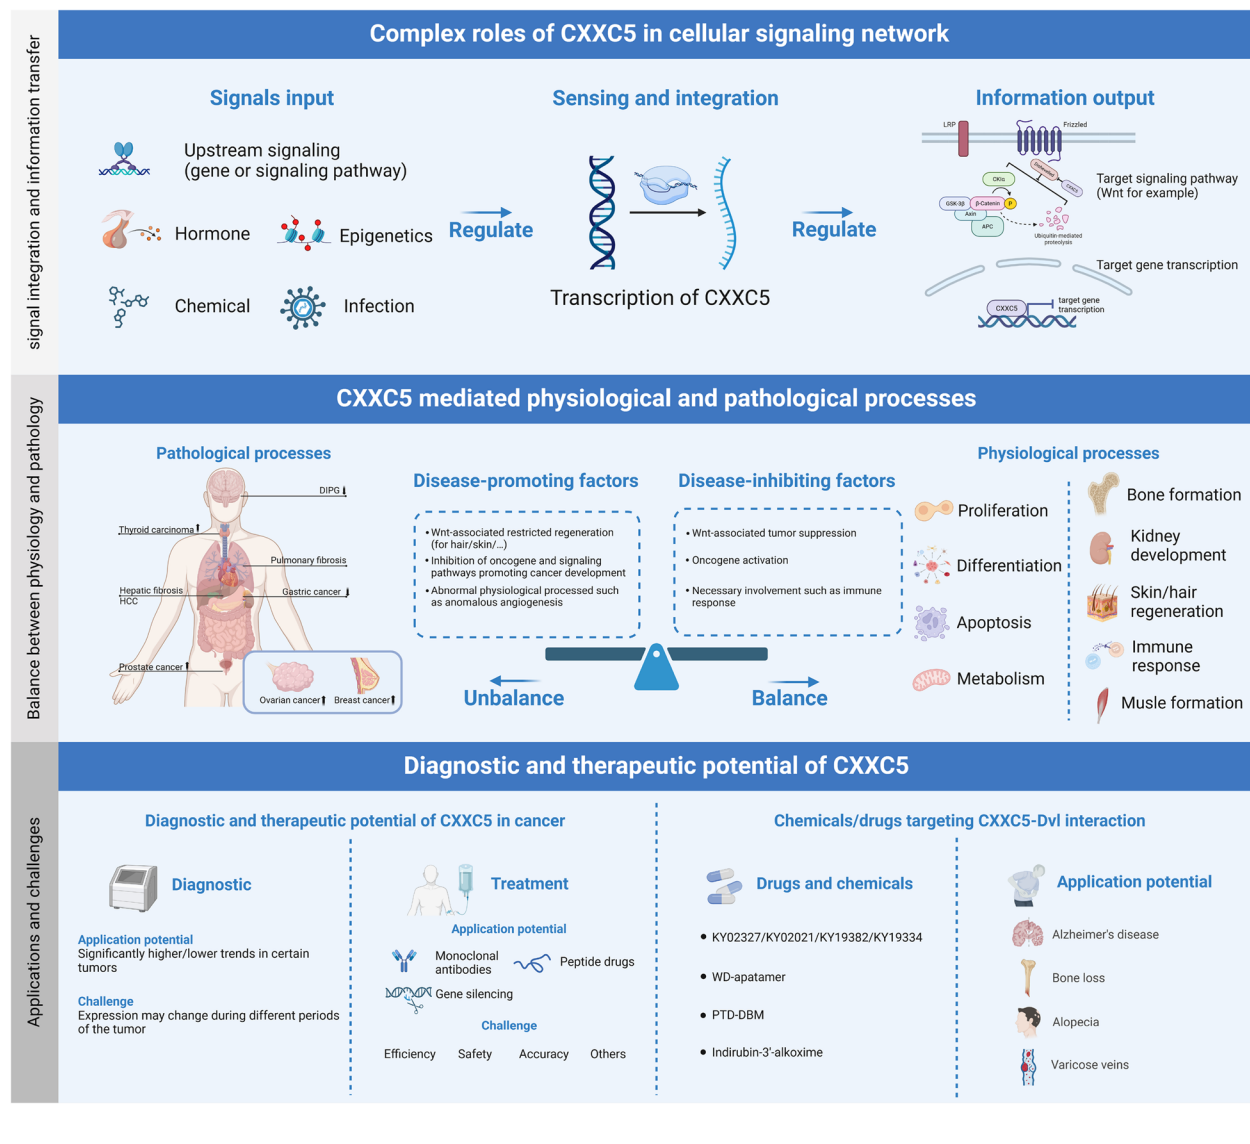 signal integration and information transfer
Complex roles of CXXC5 in cellular signaling network
Signals input
Upstream signaling
(gene or signaling pathway)
Hormone
Epigenetics
Chemical
Infection
Regulate
Sensing and integration
Transcription of CXXC5
Regulate
Information output
LRP
Frizzled
Dishevelled
CXXC5
CKIα
GSK-3β
β-Catenin
P
Axin
APC
Ubiquitin-mediated
proteolysis
Target signaling pathway
(Wnt for example)
Target gene transcription
CXXC5
target gene
transcription
Balance between physiology and pathology
CXXC5 mediated physiological and pathological processes
Pathological processes
DIPG
Thyroid carcinoma
Pulmonary fibrosis
Hepatic fibrosis
HCC
Gastric cancer
Prostate cancer
Ovarian cancer
Breast cancer
Disease-promoting factors
• Wnt-associated restricted regeneration
(for hair/skin/...)
• Inhibition of oncogene and signaling
pathways promoting cancer development
• Abnormal physiological processed such
as anomalous angiogenesis
Disease-inhibiting factors
• Wnt-associated tumor suppression
• Oncogene activation
• Necessary involvement such as immune
response
Unbalance
Balance
Physiological processes
Proliferation
Differentiation
Apoptosis
Metabolism
Bone formation
Kidney
development
Skin/hair
regeneration
Immune
response
Musle formation
Applications and challenges
Diagnostic and therapeutic potential of CXXC5
Diagnostic and therapeutic potential of CXXC5 in cancer
Diagnostic
Application potential
Significantly higher/lower trends in certain
tumors
Challenge
Expression may change during different periods
of the tumor
Treatment
Application potential
Monoclonal
antibodies
Peptide drugs
Gene silencing
Challenge
Efficiency Safety Accuracy Others
Chemicals/drugs targeting CXXC5-Dvl interaction
Drugs and chemicals
• KY02327/KY02021/KY19382/KY19334
• WD-apatamer
• PTD-DBM
• Indirubin-3'-alkoxime
Application potential
Alzheimer's disease
Bone loss
Alopecia
Varicose veins